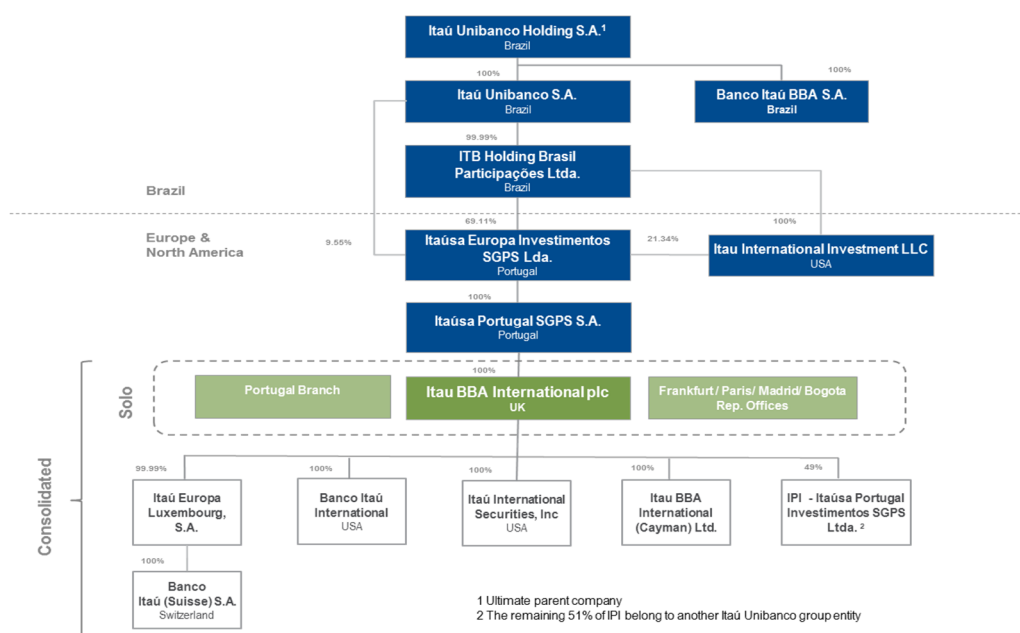 Itaú Unibanco Holding S.A.¹
Brazil
100%
100%
Itaú Unibanco S.A.
Brazil
Banco Itaú BBA S.A.
Brazil
99.99%
ITB Holding Brasil
Participações Ltda.
Brazil
Brazil
69.11%
100%
Europe &
North America
9.55%
Itaúsa Europa Investimentos
SGPS Lda.
Portugal
21.34%
Itau International Investment LLC
USA
100%
Itaúsa Portugal SGPS S.A.
Portugal
100%
Solo
Portugal Branch
Itau BBA International plc
UK
Frankfurt / Paris/ Madrid/ Bogota
Rep. Offices
Consolidated
99.99%
100%
100%
100%
49%
Itaú Europa
Luxembourg,
S.A.
Banco Itaú
International
USA
Itaú International
Securities, Inc
USA
Itau BBA
International
(Cayman) Ltd.
IPI - Itaúsa Portugal
Investimentos SGPS
Ltda. ²
100%
Banco
Itaú (Suisse) S.A.
Switzerland
1 Ultimate parent company
2 The remaining 51% of IPI belong to another Itaú Unibanco group entity